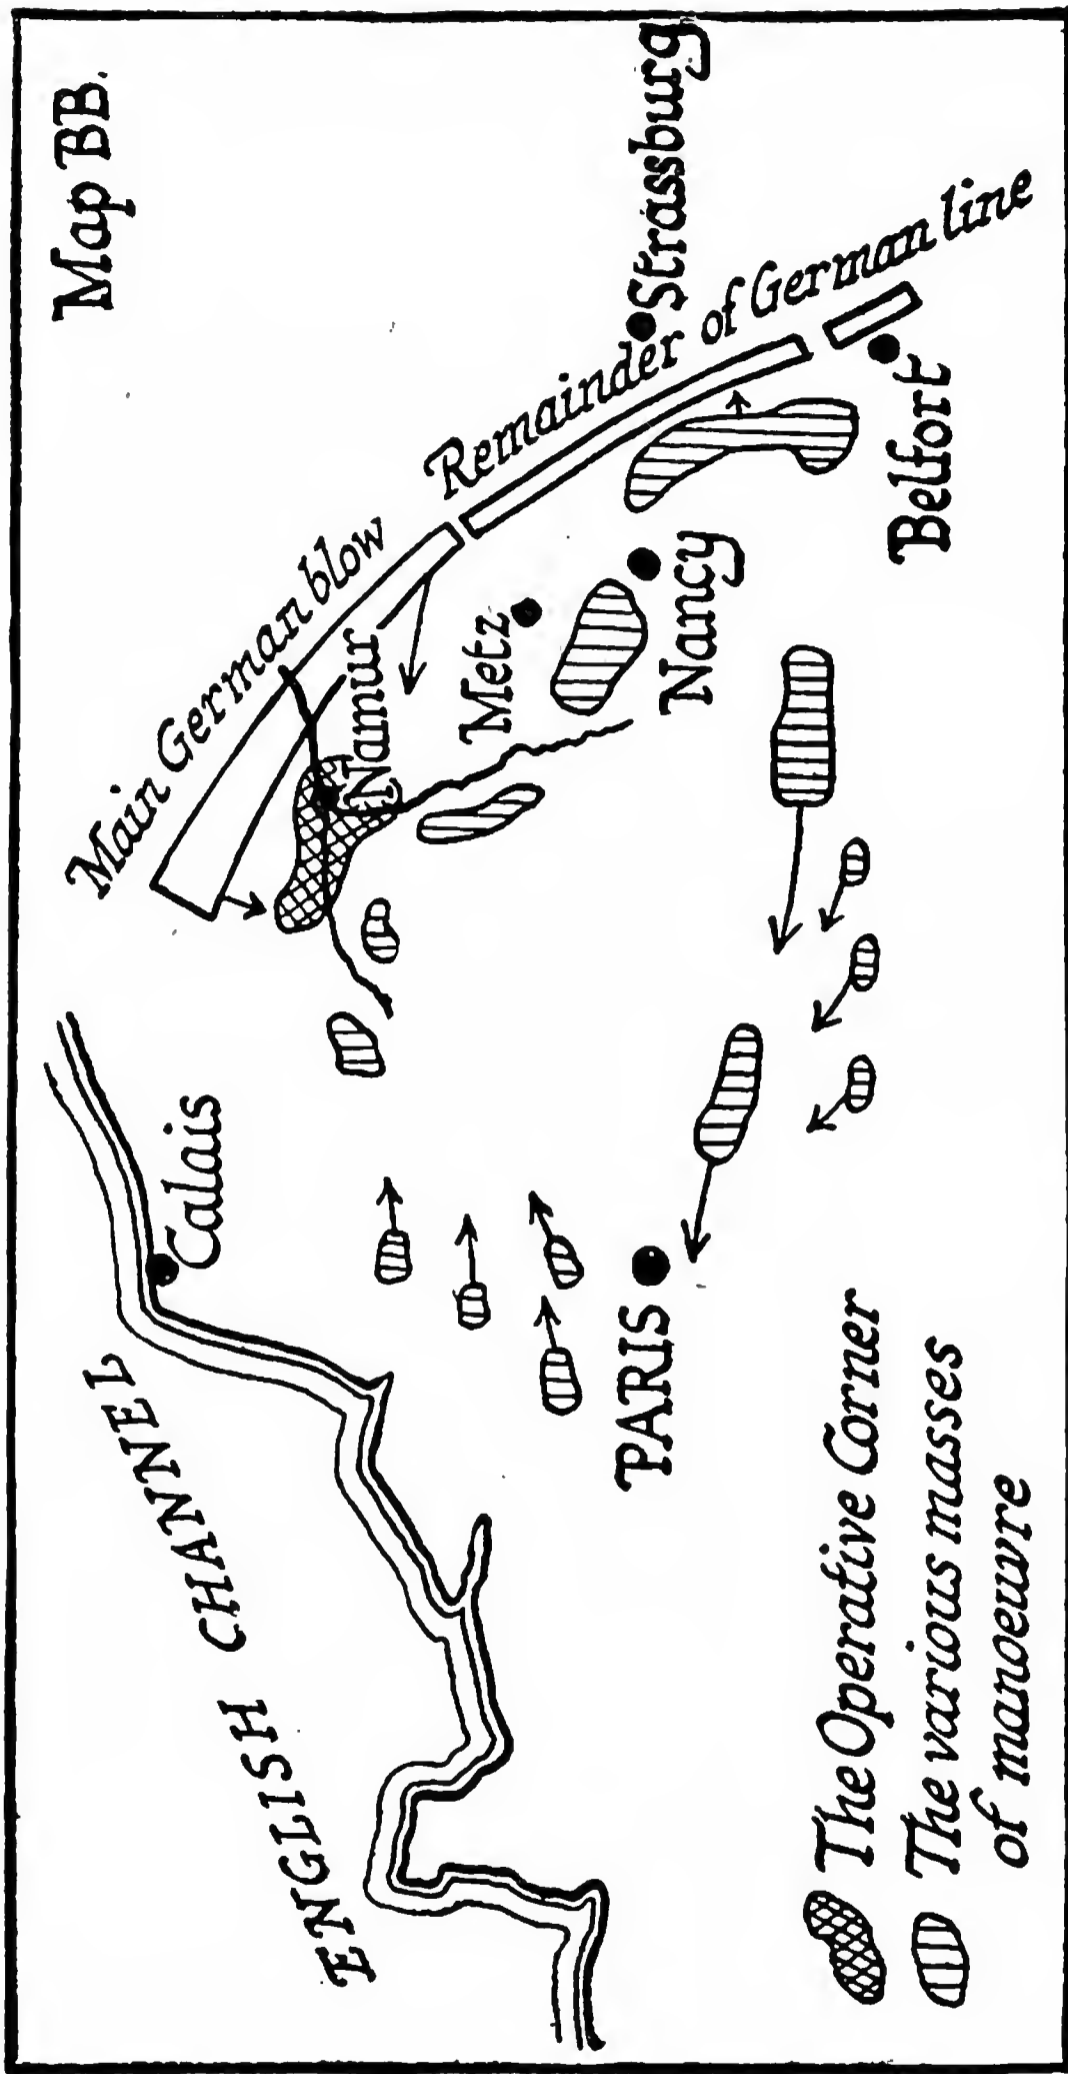 Map BB.
Main German blow
Remainder of German line
Strassburg
Calais
Namur
Metz
Nancy
Belfort
ENGLISH CHANNEL
PARIS
The Operative Corner
The various masses
of manoeuvre